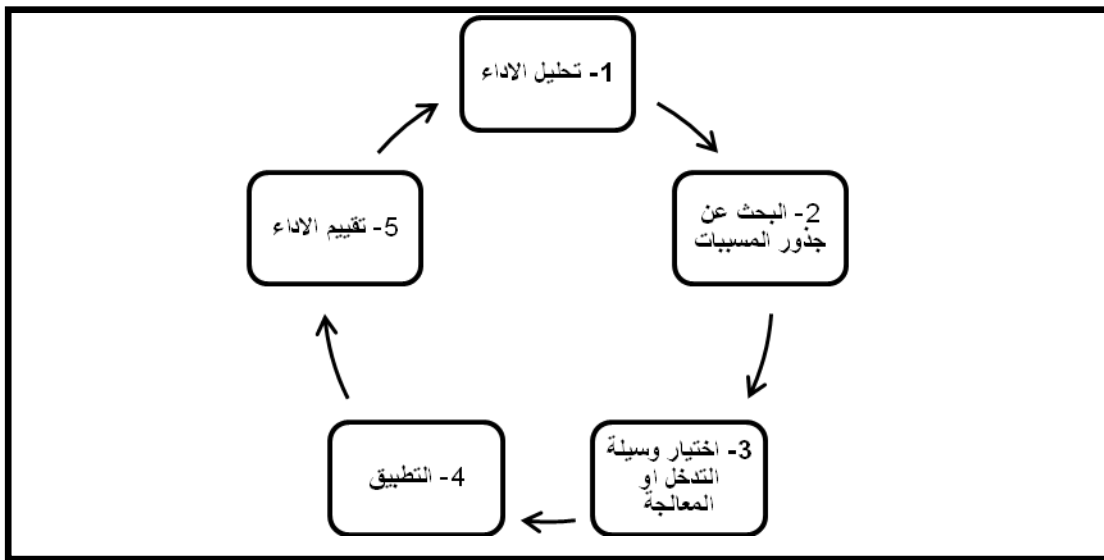 1- تحليل الاداء
2- البحث عن
جذور المسببات
3- اختيار وسيلة
التدخل او
المعالجة
4- التطبيق
5- تقييم الاداء